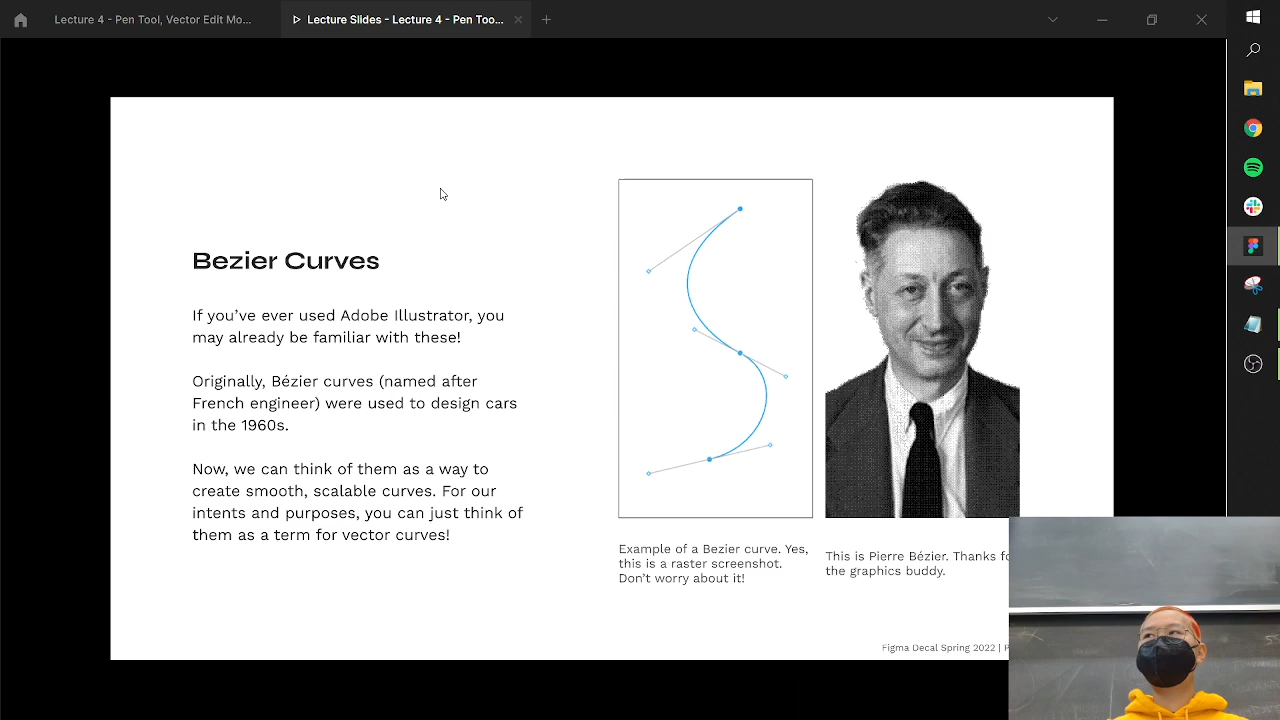 Lecture 4 - Pen Tool, Vector Edit Mo...
Lecture Slides - Lecture 4 - Pen Too...
Bezier Curves
If you've ever used Adobe Illustrator, you
may already be familiar with these!
Originally, Bézier curves (named after
French engineer) were used to design cars
in the 1960s.
Now, we can think of them as a way to
create smooth, scalable curves. For our
intents and purposes, you can just think of
them as a term for vector curves!
Example of a Bezier curve. Yes,
this is a raster screenshot.
Don't worry about it!
This is Pierre Bézier. Thanks
the graphics buddy.
Figma Decal Spring 2022 |